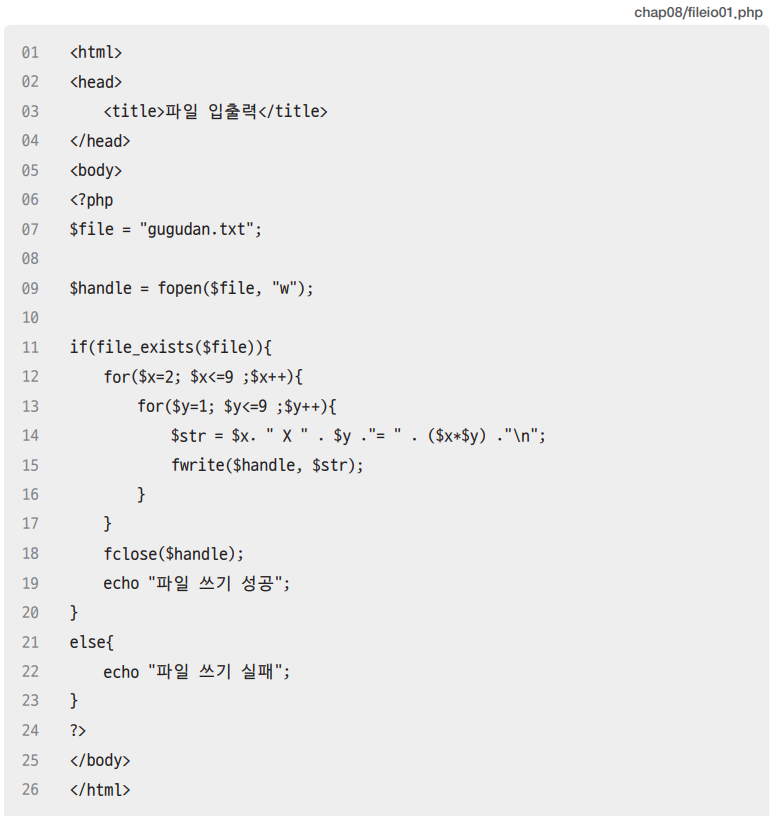 chap08/fileio01.php
01 <html>
02 <head>
03     <title>파일 입출력</title>
04 </head>
05 <body>
06 <?php
07 $file = "gugudan.txt";
08
09 $handle = fopen($file, "w");
10
11 if(file_exists($file)){
12     for($x=2; $x<=9 ;$x++){
13         for($y=1; $y<=9 ;$y++){
14             $str = $x. " X " . $y ."= " . ($x*$y) ."\n";
15             fwrite($handle, $str);
16         }
17     }
18     fclose($handle);
19     echo "파일 쓰기 성공";
20 }
21 else{
22     echo "파일 쓰기 실패";
23 }
24 ?>
25 </body>
26 </html>